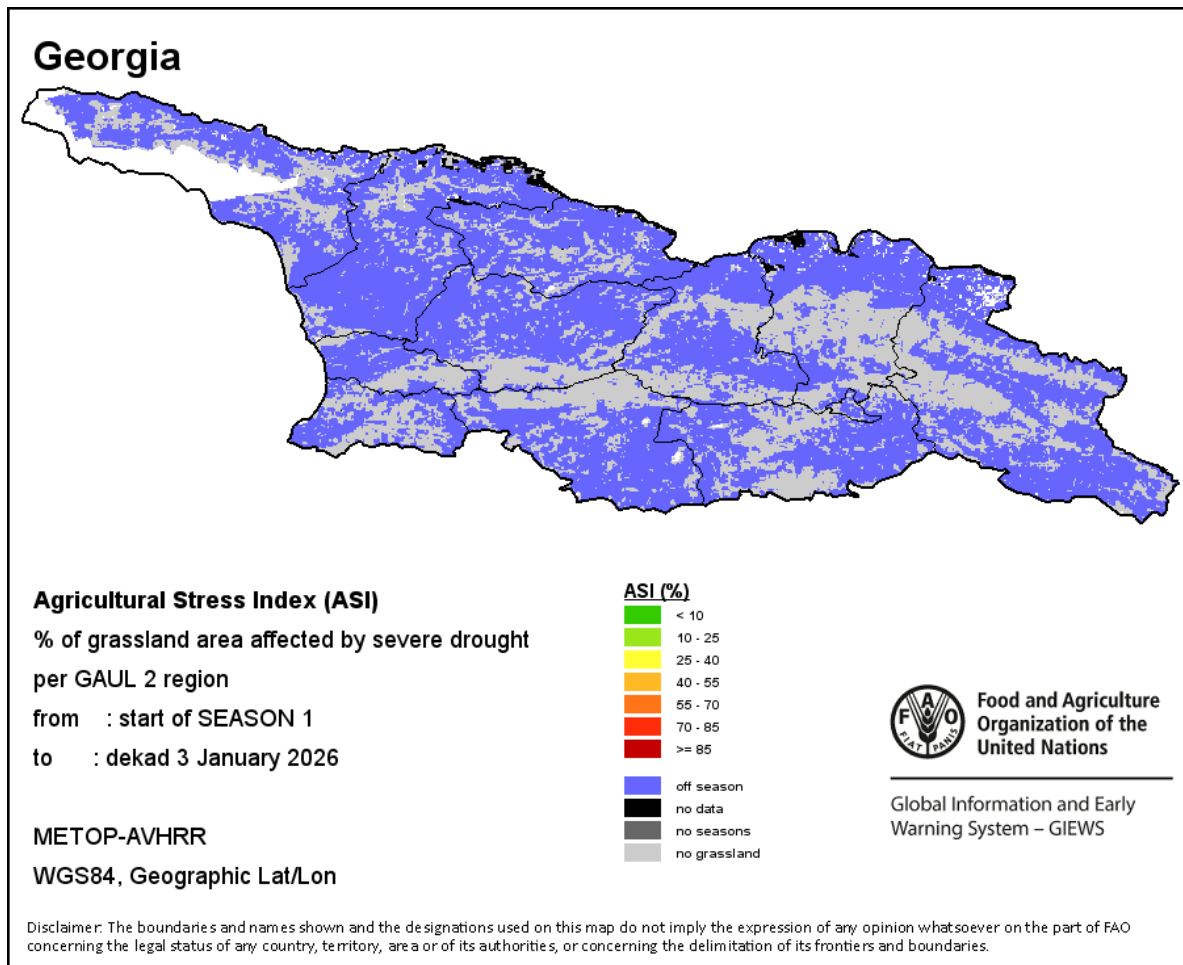 Georgia
Agricultural Stress Index (ASI)
% of grassland area affected by severe drought
per GAUL 2 region
from : start of SEASON 1
to : dekad 3 January 2026
METOP-AVHRR
WGS84, Geographic Lat/Lon
ASI (%)
< 10
10 - 25
25 - 40
40 - 55
55 - 70
70 - 85
>= 85
off season
no data
no seasons
no grassland
F A O
FIAT PANIS
Food and Agriculture
Organization of the
United Nations
Global Information and Early
Warning System – GIEWS
Disclaimer: The boundaries and names shown and the designations used on this map do not imply the expression of any opinion whatsoever on the part of FAO
concerning the legal status of any country, territory, area or of its authorities, or concerning the delimitation of its frontiers and boundaries.